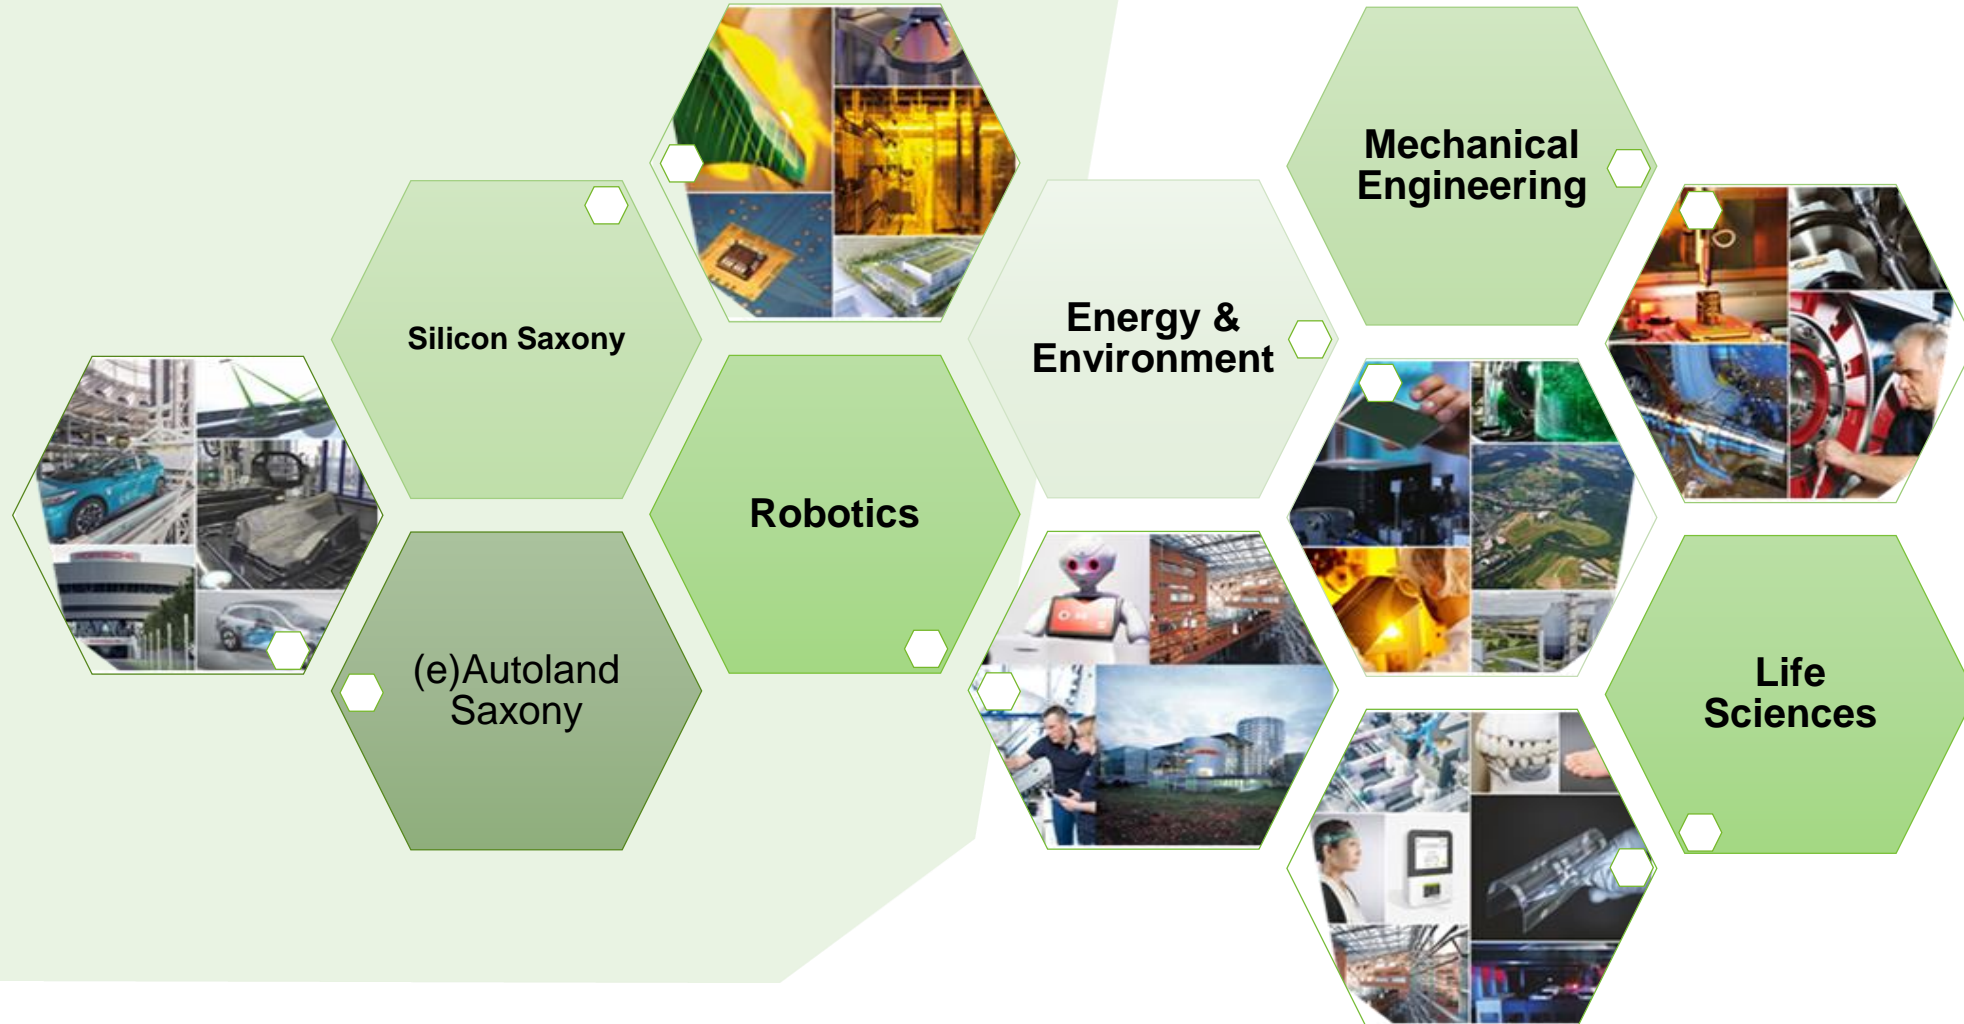 Silicon Saxony
(e)Autoland
Saxony
Robotics
Energy &
Environment
Mechanical
Engineering
Life
Sciences